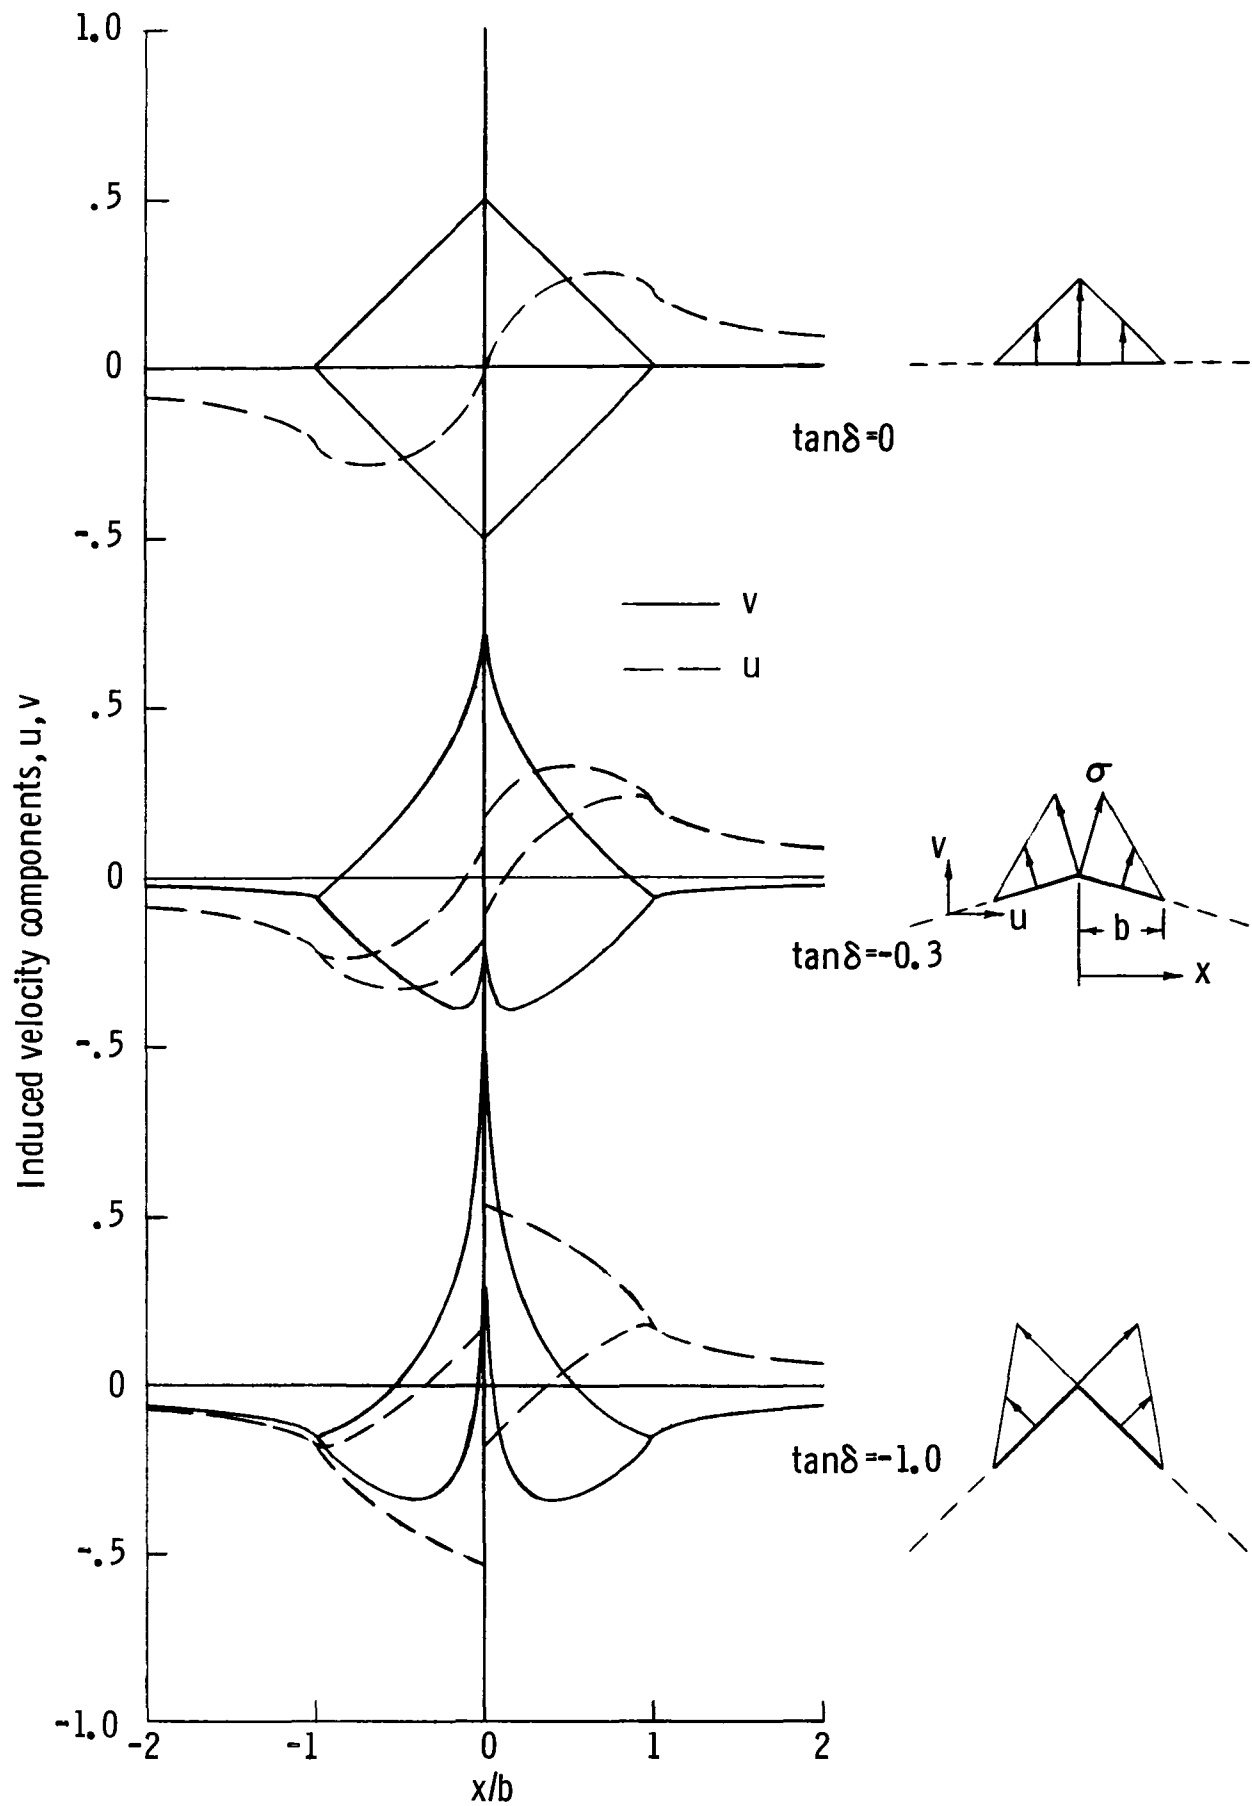 1.0
.5
0
tanδ=0
-.5
v
u
Induced velocity components, u, v
.5
σ
v
0
u
b
tanδ=-0.3
x
-.5
.5
0
tanδ=-1.0
-.5
-1.0
-2 -1 0 1 2
x/b